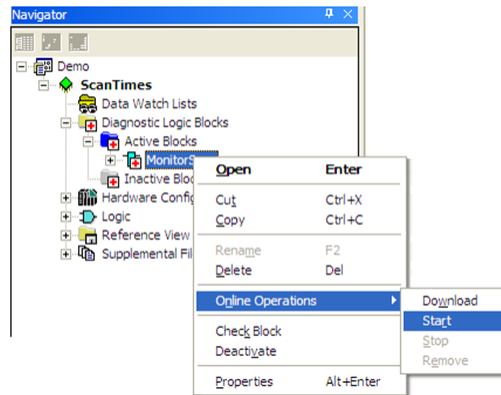 Navigator
Demo
ScanTimes
Data Watch Lists
Diagnostic Logic Blocks
Active Blocks
MonitorS
Inactive Bloc
Hardware Config
Logic
Reference View
Supplemental Fil
Open Enter
Cut Ctrl+X
Copy Ctrl+C
Rename F2
Delete Del
Online Operations
Check Block
Deactivate
Properties Alt+Enter
Download
Start
Stop
Remove